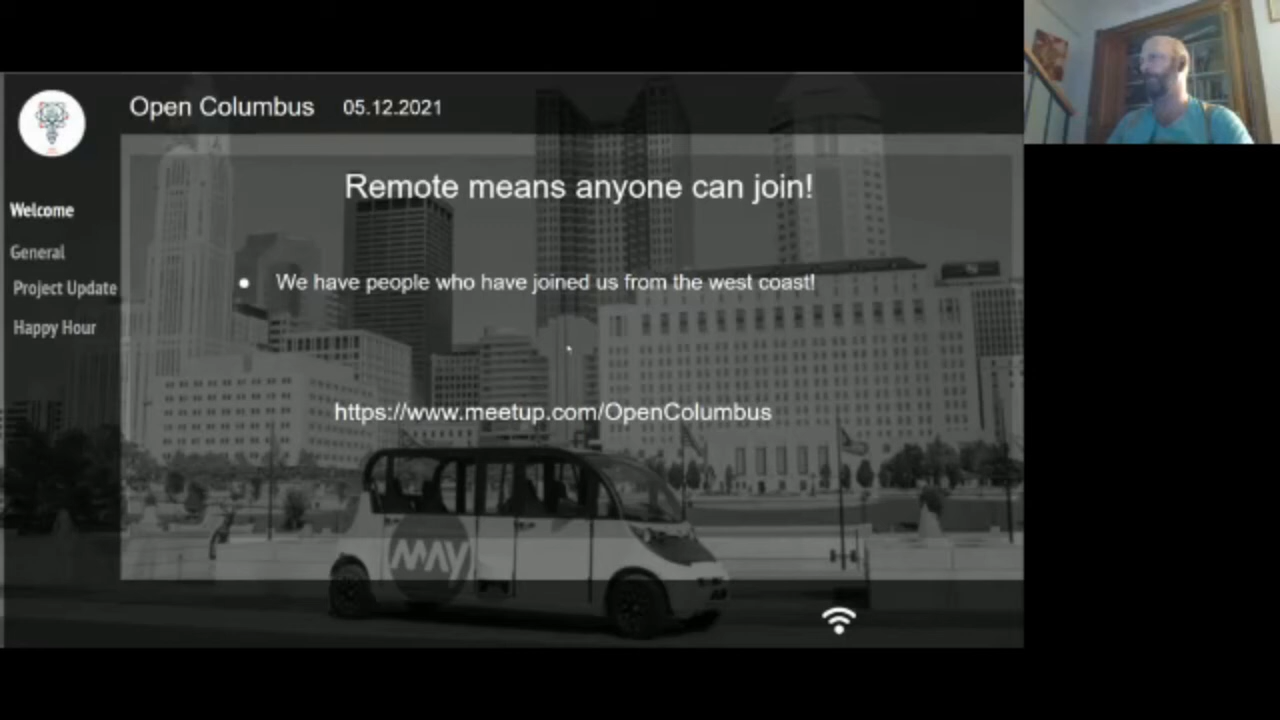 Open Columbus 05.12.2021
Remote means anyone can join!
Welcome
General
Project Update
Happy Hour
We have people who have joined us from the west coast!
https://www.meetup.com/OpenColumbus
MAY